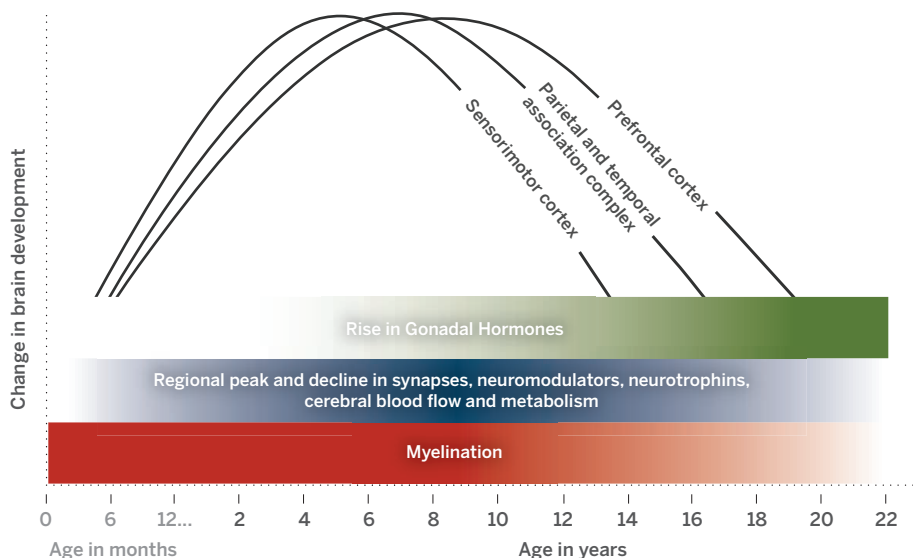 Change in brain development
Sensorimotor cortex
Parietal and temporal
association complex
Prefrontal cortex
Rise in Gonadal Hormones
Regional peak and decline in synapses, neuromodulators, neurotrophins,
cerebral blood flow and metabolism
Myelination
0 6 12... 2 4 6 8 10 12 14 16 18 20 22
Age in months Age in years